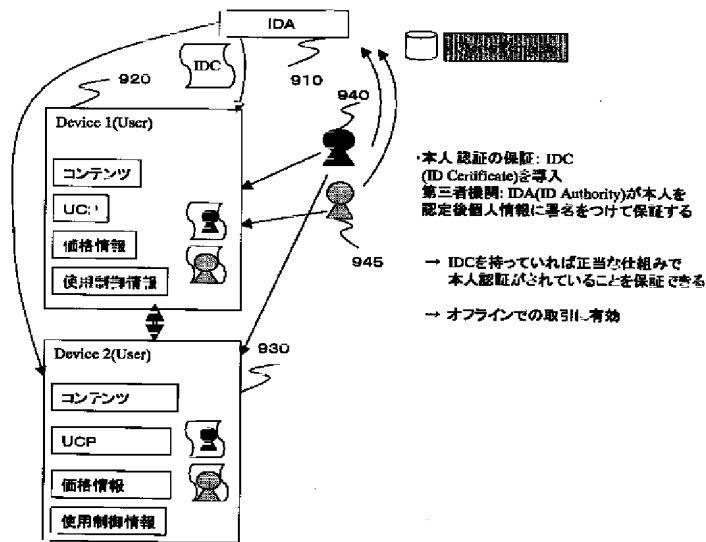 IDA
IDC
920
910
940
Device 1(User)
コンテンツ
UCP
価格情報
使用制御情報
945
・本人認証の保証: IDC
(ID Certificate)を導入
第三者機関: IDA(ID Authority)が本人を
認定後個人情報に署名をつけて保証する
→ IDCを持っていれば正当な仕組みで
本人認証がされていることを保証できる
→ オフラインでの取引に有効
Device 2(User)
930
コンテンツ
UCP
価格情報
使用制御情報